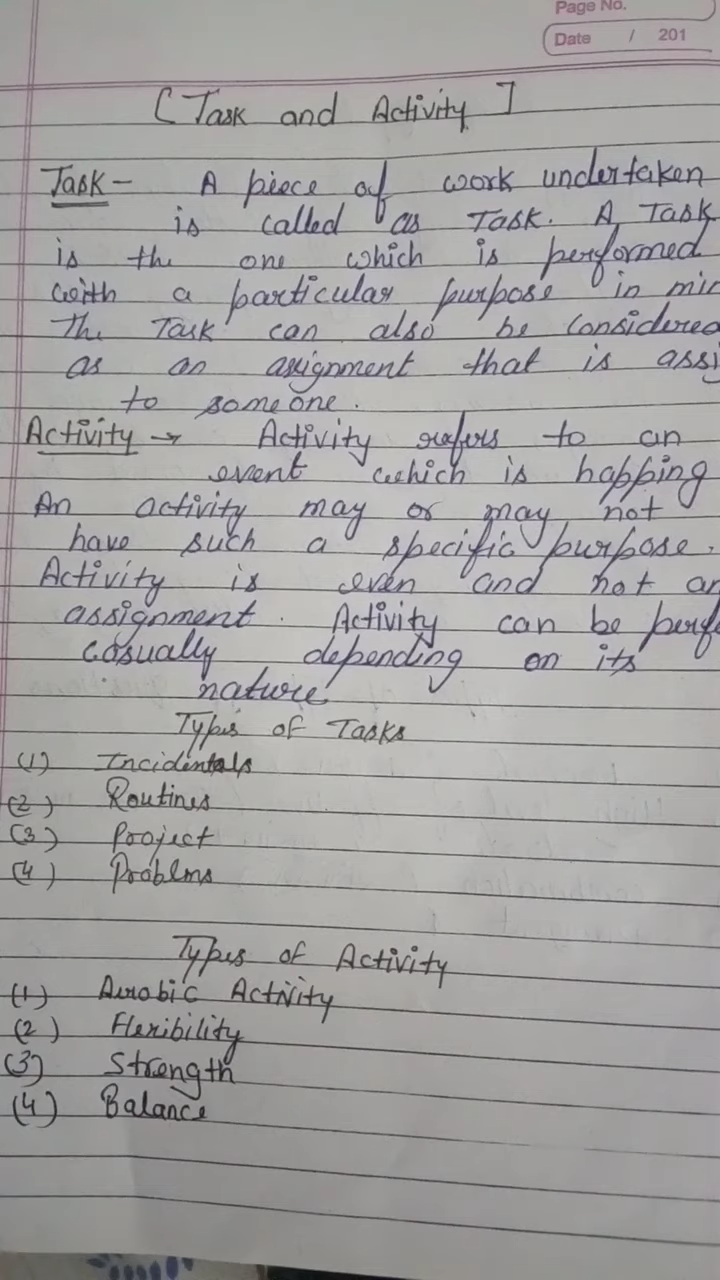 Page No.
Date / 201
[Task and Activity]
Task - A piece of work undertaken
is called as Task. A Task
is the one which is performed
with a particular purpose in
The Task can also be considered
as an assignment that is
to someone.
Activity → Activity refers to an
event which is happing
An activity may or may not
have such a specific purpose.
Activity is even and not
assignment. Activity can be
casually depending on its
nature
Types of Tasks
(1) Incidentals
(2) Routines
(3) Project
(4) Problms
Types of Activity
(1) Aerobic Activity
(2) Flexibility
(3) Strength
(4) Balance